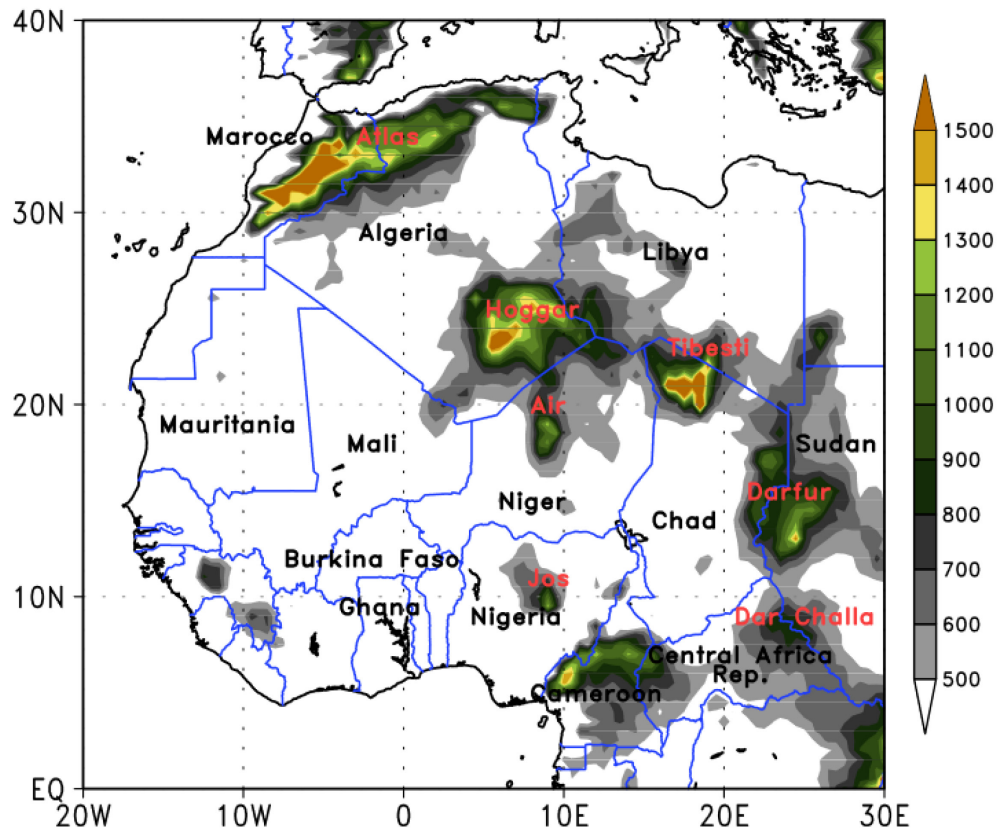 40N
1500
Marocco
Atlas
1400
1300
30N
Algeria
Libya
1200
Hoggar
1100
Tibesti
1000
20N
Air
Mauritania
Mali
Sudan
900
Niger
Darfur
Chad
800
Burkina Faso
700
10N
Jos
Ghana
Nigeria
Dar Challa
600
Central Africa
Rep.
Cameroon
500
EQ
20W
10W
0
10E
20E
30E